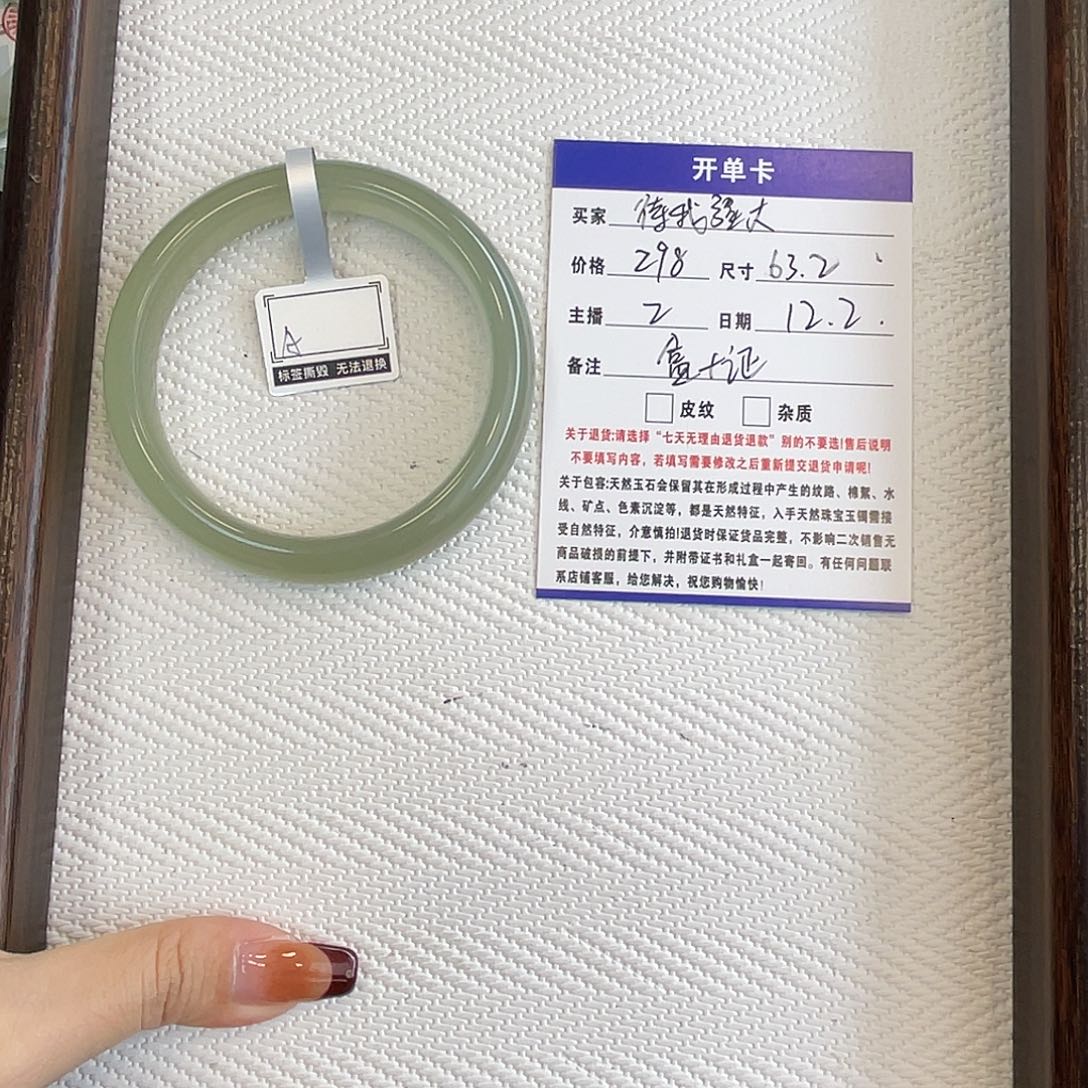 A
标签撕毁 无法退换
开单卡
买家 待我强大
价格 298 尺寸 63.2
主播 2 日期 12.2.
备注 盒+证
皮纹 杂质
关于退货:请选择“七天无理由退货退款”别的不要选!售后说明
不要填写内容，若填写需要修改之后重新提交退货申请呢!
关于包容:天然玉石会保留其在形成过程中产生的纹路、棉絮、水
线、矿点、色素沉淀等，都是天然特征，入手天然珠宝玉镯需接
受自然特征，介意慎拍!退货时保证货品完整，不影响二次销售无
商品破损的前提下，并附带证书和礼盒一起寄回。有任何问题联
系店铺客服，给您解决，祝您购物愉快!